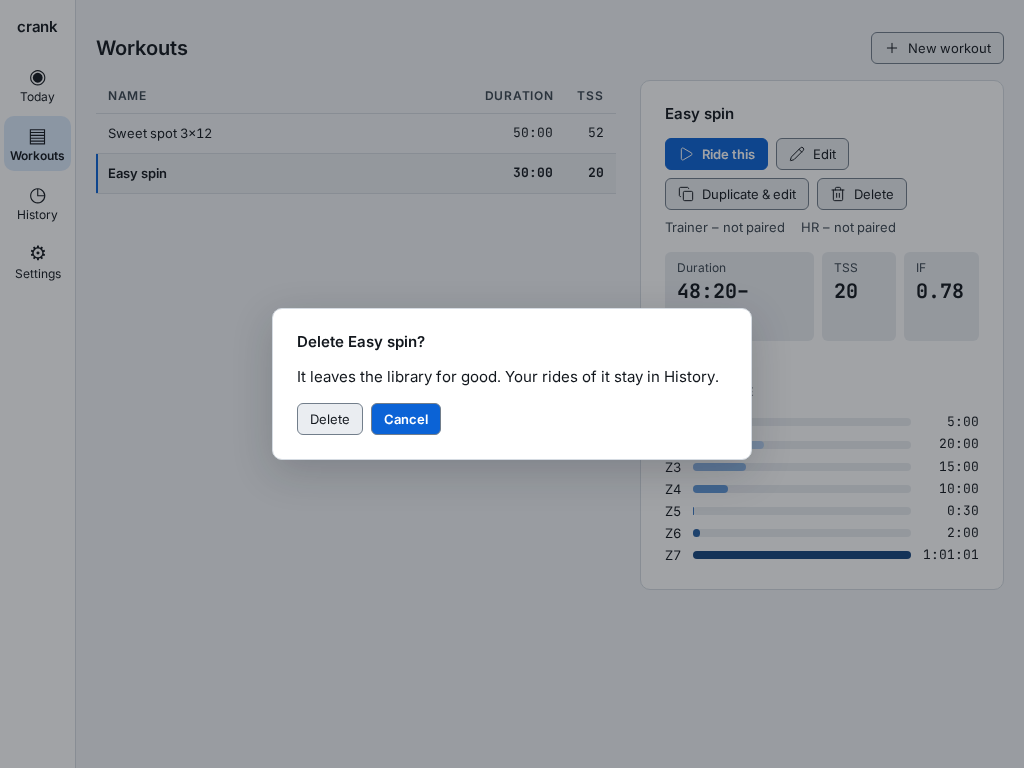 crank
Today
Workouts
History
Settings
Workouts
New workout
NAME DURATION TSS
Sweet spot 3×12 50:00 52
Easy spin 30:00 20
Easy spin
Ride this
Edit
Duplicate & edit
Delete
Trainer – not paired HR – not paired
Duration TSS IF
48:20– 20 0.78
Delete Easy spin?
It leaves the library for good. Your rides of it stay in History.
Delete
Cancel
5:00
20:00
Z3 15:00
Z4 10:00
Z5 0:30
Z6 2:00
Z7 1:01:01